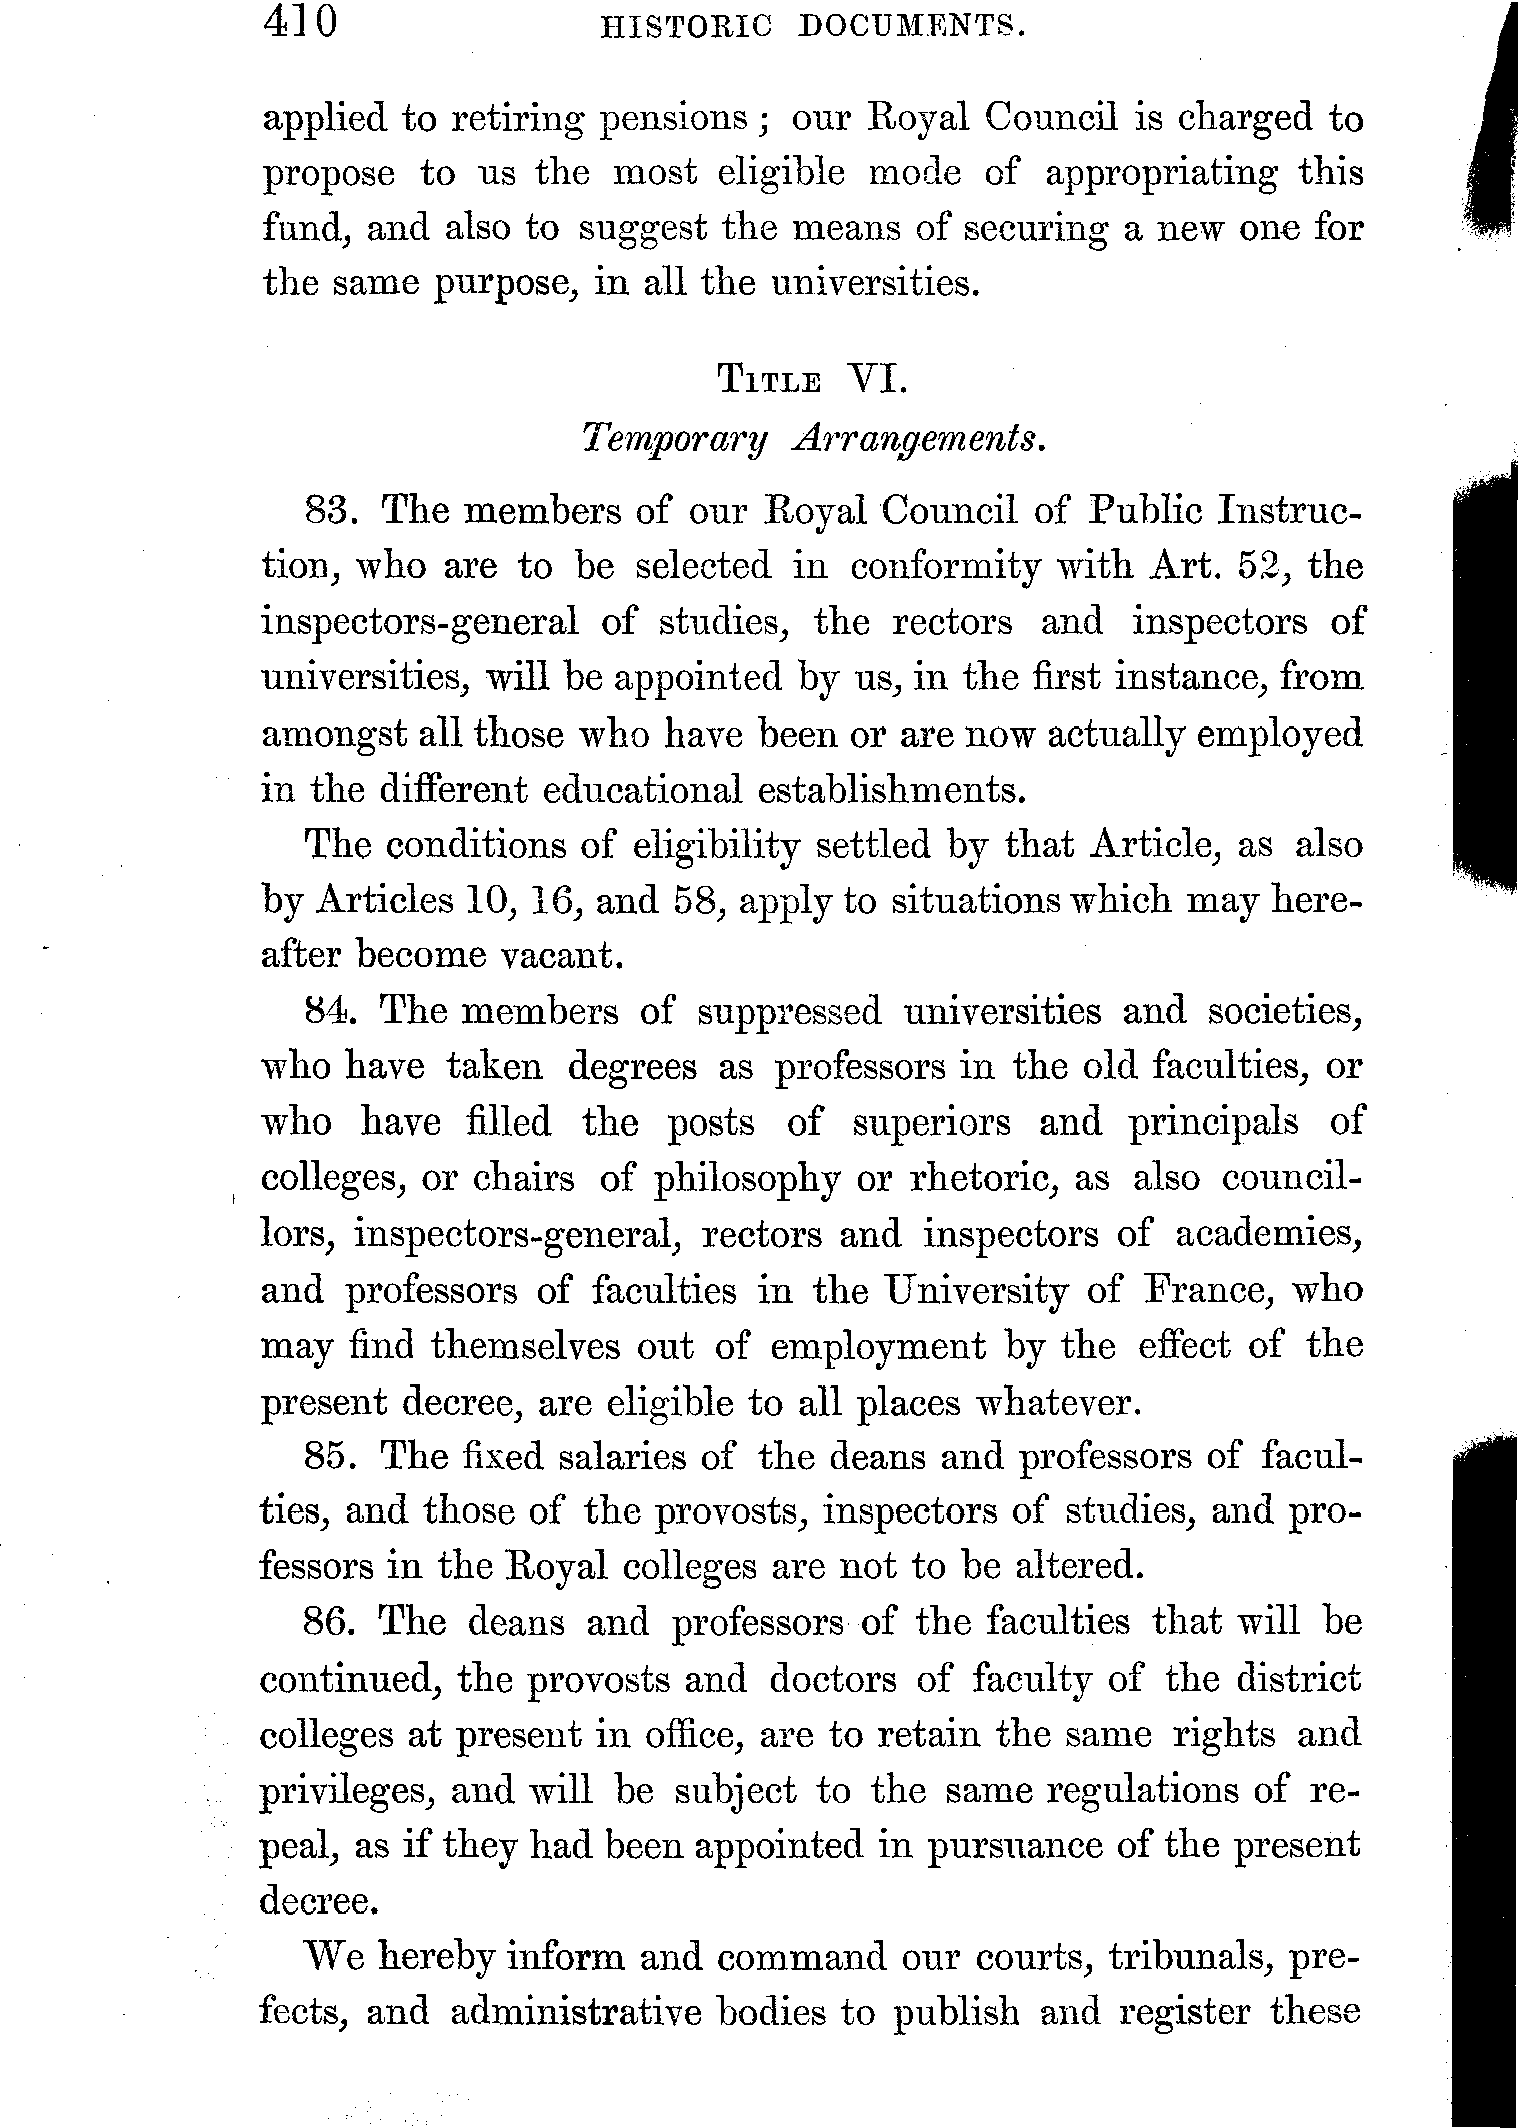 410 HISTORIC DOCUMENTS.
applied to retiring pensions; our Royal Council is charged to
propose to us the most eligible mode of appropriating this
fund, and also to suggest the means of securing a new one for
the same purpose, in all the universities.
TITLE VI.
Temporary Arrangements.
83. The members of our Royal Council of Public Instruc-
tion, who are to be selected in conformity with Art. 52, the
inspectors-general of studies, the rectors and inspectors of
universities, will be appointed by us, in the first instance, from
amongst all those who have been or are now actually employed
in the different educational establishments.
The conditions of eligibility settled by that Article, as also
by Articles 10, 16, and 58, apply to situations which may here-
after become vacant.
84. The members of suppressed universities and societies,
who have taken degrees as professors in the old faculties, or
who have filled the posts of superiors and principals of
colleges, or chairs of philosophy or rhetoric, as also council-
lors, inspectors-general, rectors and inspectors of academies,
and professors of faculties in the University of France, who
may find themselves out of employment by the effect of the
present decree, are eligible to all places whatever.
85. The fixed salaries of the deans and professors of facul-
ties, and those of the provosts, inspectors of studies, and pro-
fessors in the Royal colleges are not to be altered.
86. The deans and professors of the faculties that will be
continued, the provosts and doctors of faculty of the district
colleges at present in office, are to retain the same rights and
privileges, and will be subject to the same regulations of re-
peal, as if they had been appointed in pursuance of the present
decree.
We hereby inform and command our courts, tribunals, pre-
fects, and administrative bodies to publish and register these